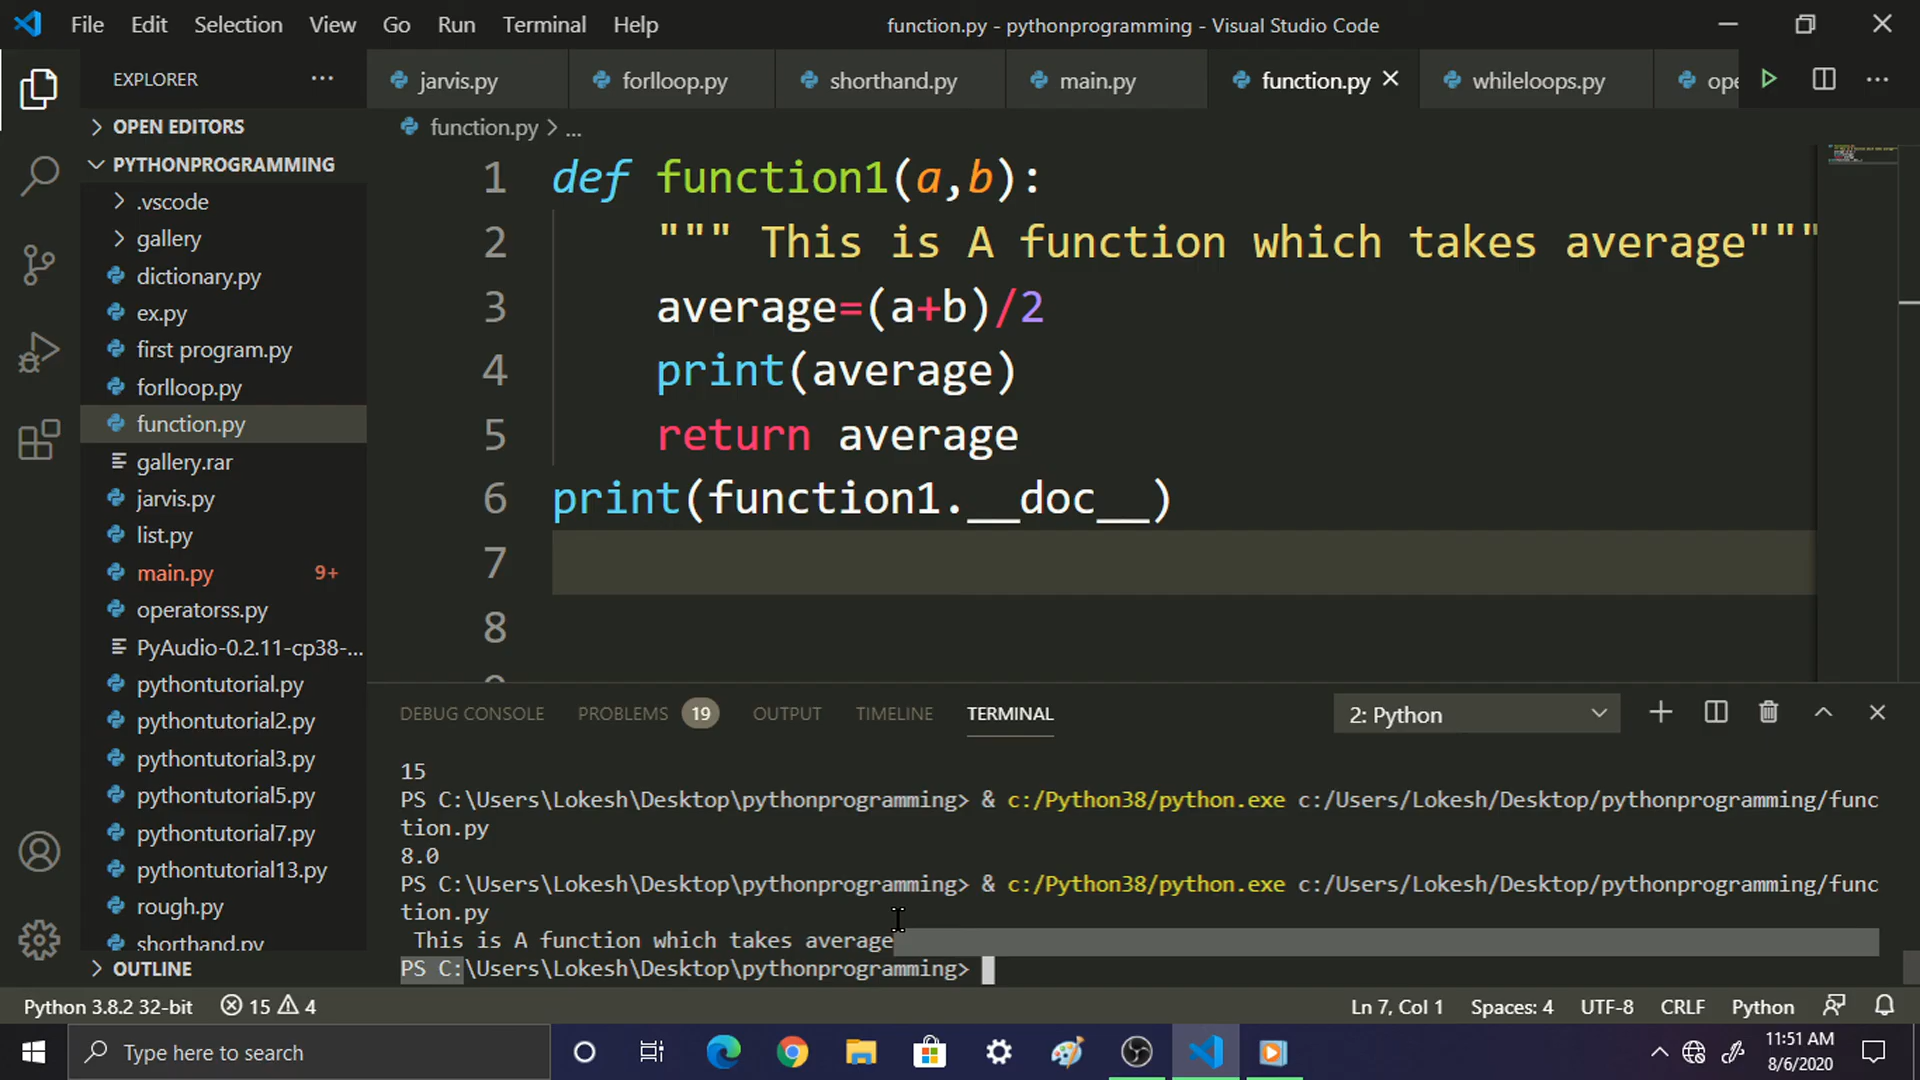 File Edit Selection View Go Run Terminal Help function.py - pythonprogramming - Visual Studio Code
EXPLORER ... jarvis.py forlloop.py shorthand.py main.py function.py whileloops.py ope ...
OPEN EDITORS
PYTHONPROGRAMMING
.vscode
gallery
dictionary.py
ex.py
first program.py
forlloop.py
function.py
gallery.rar
jarvis.py
list.py
main.py 9+
operatorss.py
PyAudio-0.2.11-cp38-...
pythontutorial.py
pythontutorial2.py
pythontutorial3.py
pythontutorial5.py
pythontutorial7.py
pythontutorial13.py
rough.py
shorthand.py
OUTLINE
function.py > ...
1 def function1(a,b):
2 """ This is A function which takes average"""
3 average=(a+b)/2
4 print(average)
5 return average
6 print(function1.__doc__)
7
8
DEBUG CONSOLE PROBLEMS 19 OUTPUT TIMELINE TERMINAL 2: Python
15
PS C:\Users\Lokesh\Desktop\pythonprogramming> & c:/Python38/python.exe c:/Users/Lokesh/Desktop/pythonprogramming/func
tion.py
8.0
PS C:\Users\Lokesh\Desktop\pythonprogramming> & c:/Python38/python.exe c:/Users/Lokesh/Desktop/pythonprogramming/func
tion.py
This is A function which takes average
PS C:\Users\Lokesh\Desktop\pythonprogramming>
Python 3.8.2 32-bit 15 4 Ln 7, Col 1 Spaces: 4 UTF-8 CRLF Python
Type here to search
11:51 AM
8/6/2020